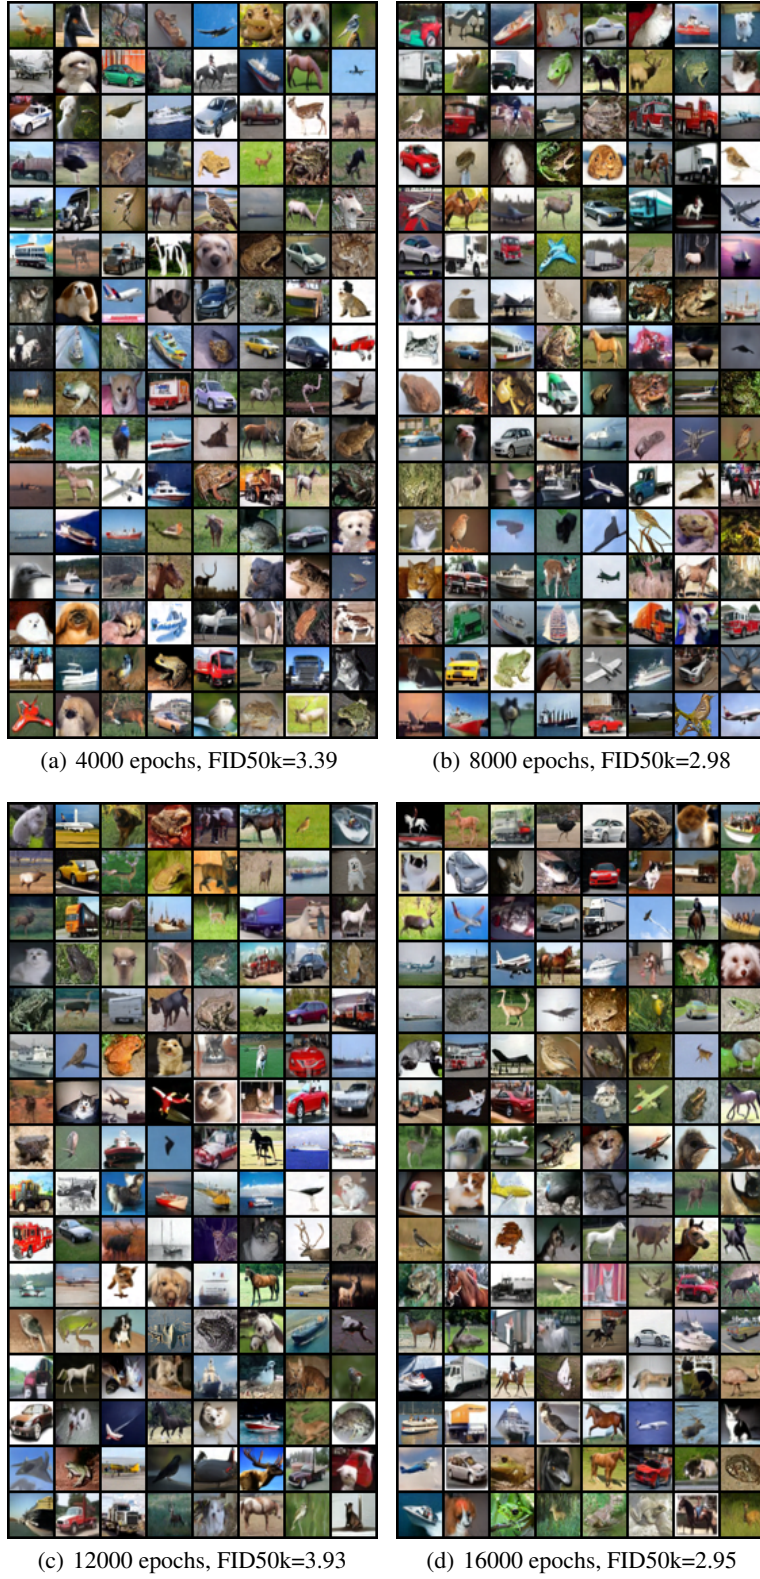 (a) 4000 epochs, FID50k=3.39
(b) 8000 epochs, FID50k=2.98
(c) 12000 epochs, FID50k=3.93
(d) 16000 epochs, FID50k=2.95